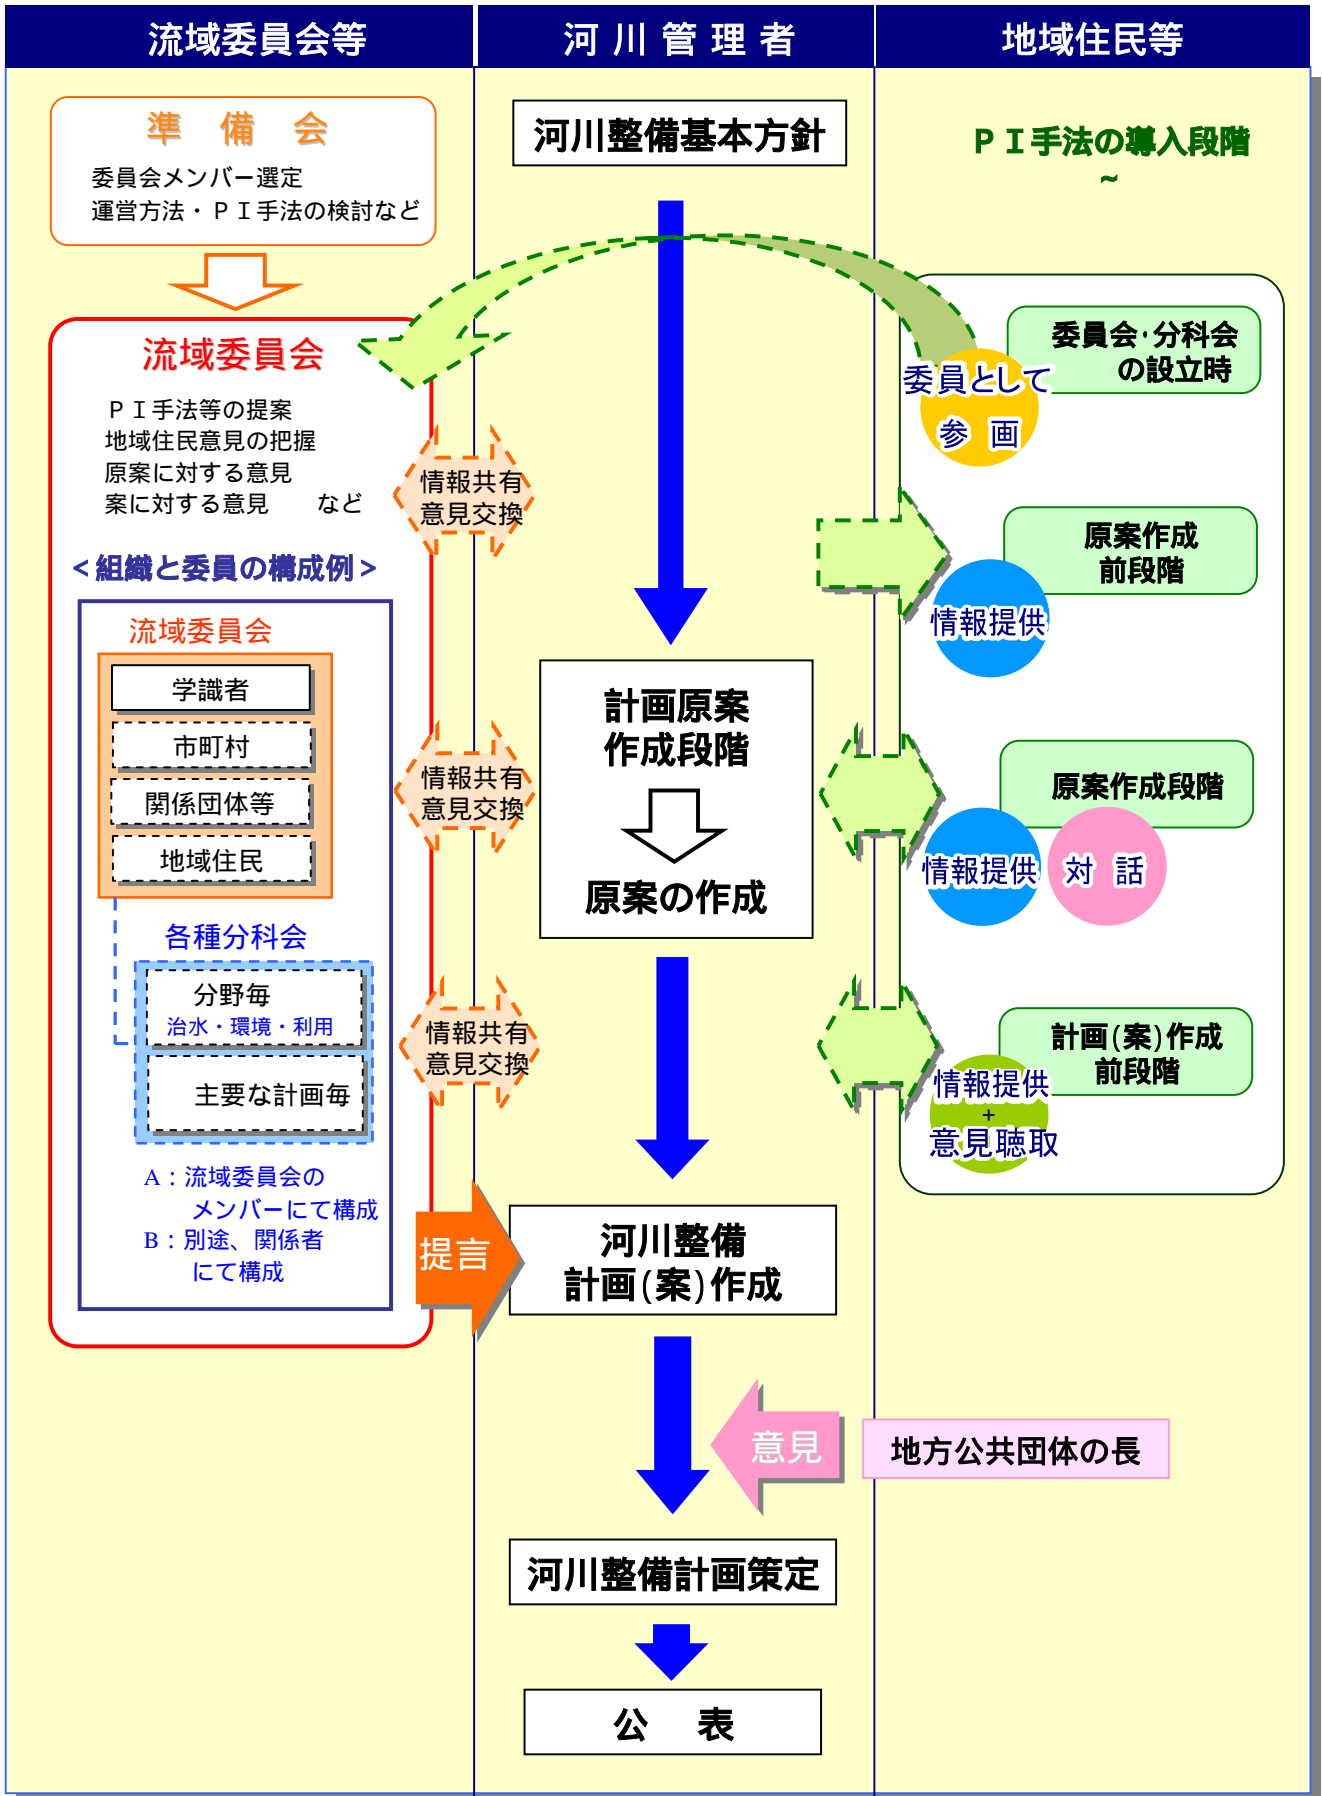 流域委員会等
河川管理者
地域住民等
準備会
委員会メンバー選定
運営方法・ＰＩ手法の検討など
河川整備基本方針
ＰＩ手法の導入段階
~
流域委員会
ＰＩ手法等の提案
地域住民意見の把握
原案に対する意見
案に対する意見　　など
委員会・分科会
の設立時
委員として
参画
情報共有
意見交換
原案作成
前段階
情報提供
<組織と委員の構成例>
流域委員会
学識者
市町村
関係団体等
地域住民
計画原案
作成段階
原案の作成
情報共有
意見交換
原案作成段階
情報提供
対話
各種分科会
分野毎
治水・環境・利用
主要な計画毎
情報共有
意見交換
計画(案)作成
前段階
情報提供
+
意見聴取
A：流域委員会の
メンバーにて構成
B：別途、関係者
にて構成
提言
河川整備
計画(案)作成
意見
地方公共団体の長
河川整備計画策定
公表